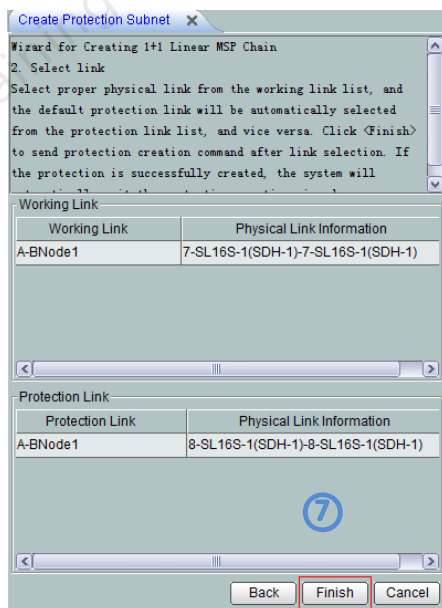 Create Protection Subnet
Wizard for Creating 1+1 Linear MSP Chain
2. Select link
Select proper physical link from the working link list, and
the default protection link will be automatically selected
from the protection link list, and vice versa. Click <Finish>
to send protection creation command after link selection. If
the protection is successfully created, the system will
Working Link
Working Link Physical Link Information
A-BNode1 7-SL16S-1(SDH-1)-7-SL16S-1(SDH-1)
Protection Link
Protection Link Physical Link Information
A-BNode1 8-SL16S-1(SDH-1)-8-SL16S-1(SDH-1)
7
Back Finish Cancel